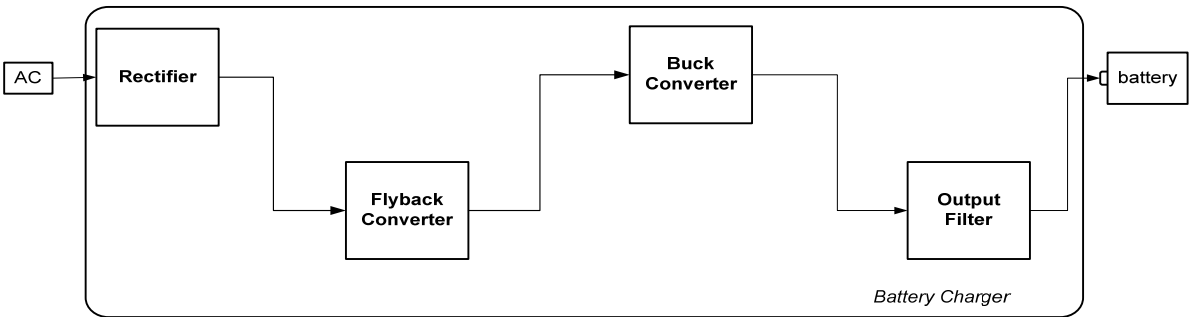 AC
Rectifier
Flyback
Converter
Buck
Converter
Output
Filter
battery
Battery Charger